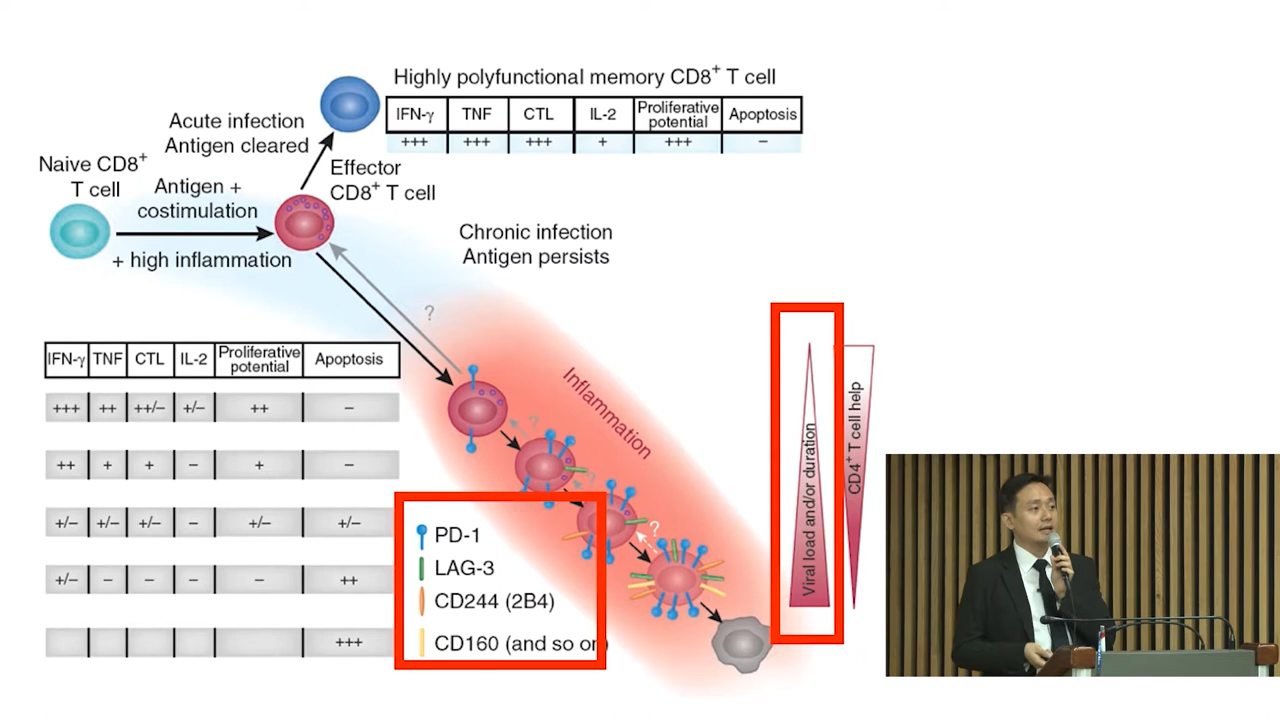 Highly polyfunctional memory CD8+ T cell
IFN-γ TNF CTL IL-2 Proliferative potential Apoptosis
+++ +++ +++ + +++ –
Acute infection
Antigen cleared
Naive CD8+
T cell
Antigen +
costimulation
+ high inflammation
Effector
CD8+ T cell
Chronic infection
Antigen persists
?
IFN-γ TNF CTL IL-2 Proliferative potential Apoptosis
+++ ++ ++/– +/– ++ –
++ + + – + –
+/– +/– +/– – +/– +/–
+/– – – – – ++
+++
Inflammation
?
?
?
PD-1
LAG-3
CD244 (2B4)
CD160 (and so on)
Viral load and/or duration
CD4+ T cell help